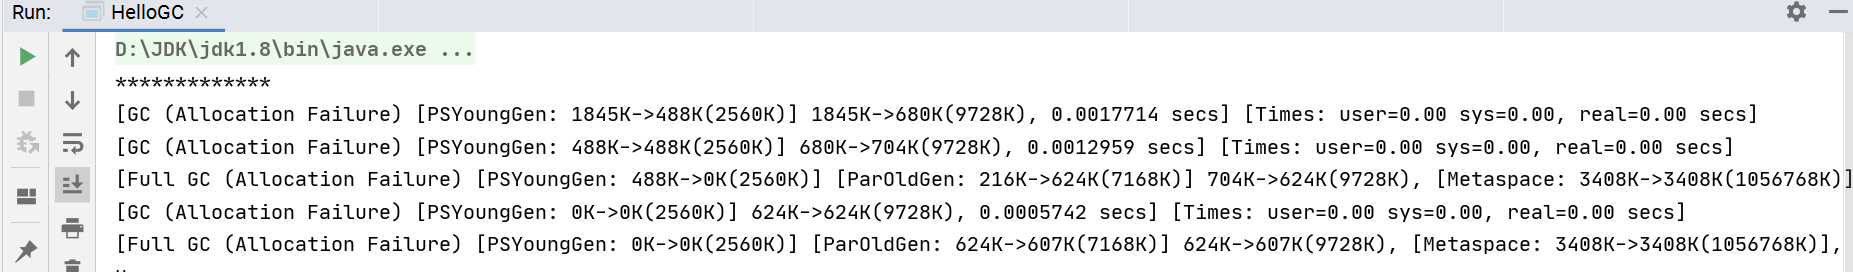 Run: HelloGC
D:\JDK\jdk1.8\bin\java.exe ...
*************
[GC (Allocation Failure) [PSYoungGen: 1845K->488K(2560K)] 1845K->680K(9728K), 0.0017714 secs] [Times: user=0.00 sys=0.00, real=0.00 secs]
[GC (Allocation Failure) [PSYoungGen: 488K->488K(2560K)] 680K->704K(9728K), 0.0012959 secs] [Times: user=0.00 sys=0.00, real=0.00 secs]
[Full GC (Allocation Failure) [PSYoungGen: 488K->0K(2560K)] [ParOldGen: 216K->624K(7168K)] 704K->624K(9728K), [Metaspace: 3408K->3408K(1056768K)]
[GC (Allocation Failure) [PSYoungGen: 0K->0K(2560K)] 624K->624K(9728K), 0.0005742 secs] [Times: user=0.00 sys=0.00, real=0.00 secs]
[Full GC (Allocation Failure) [PSYoungGen: 0K->0K(2560K)] [ParOldGen: 624K->607K(7168K)] 624K->607K(9728K), [Metaspace: 3408K->3408K(1056768K)],